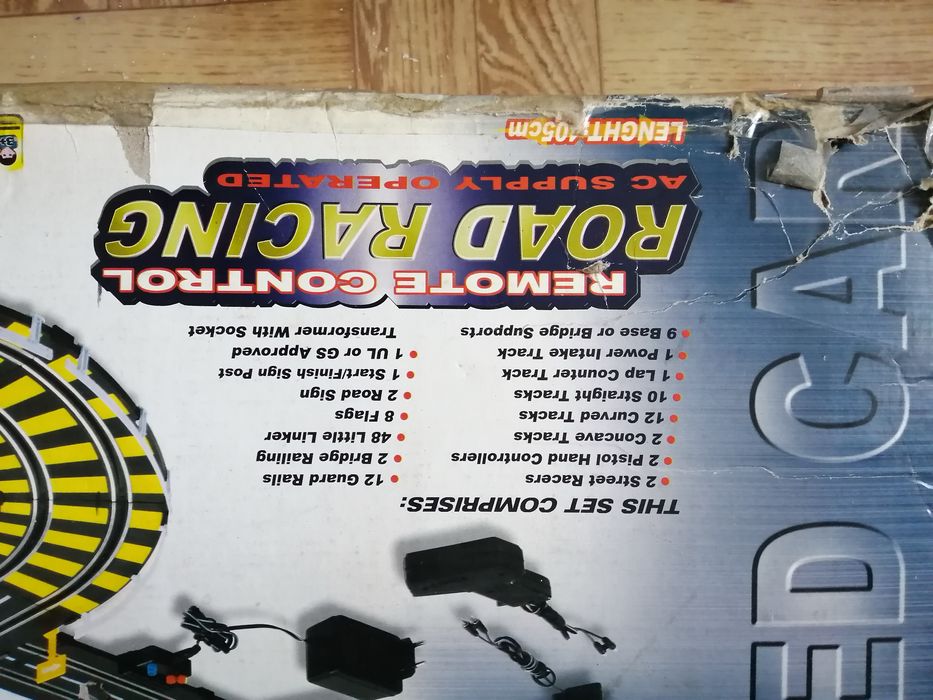 REMOTE CONTROL
ROAD RACING
AC SUPPLY OPERATED
LENGHT:405cm
THIS SET COMPRISES:
• 2 Street Racers
• 2 Pistol Hand Controllers
• 2 Concave Tracks
• 12 Curved Tracks
• 10 Straight Tracks
• 1 Lap Counter Track
• 1 Power Intake Track
• 9 Base or Bridge Supports
• 12 Guard Rails
• 2 Bridge Railing
• 48 Little Linker
• 8 Flags
• 2 Road Sign
• 1 Start/Finish Sign Post
• 1 UL or GS Approved
Transformer With Socket
ED CAR